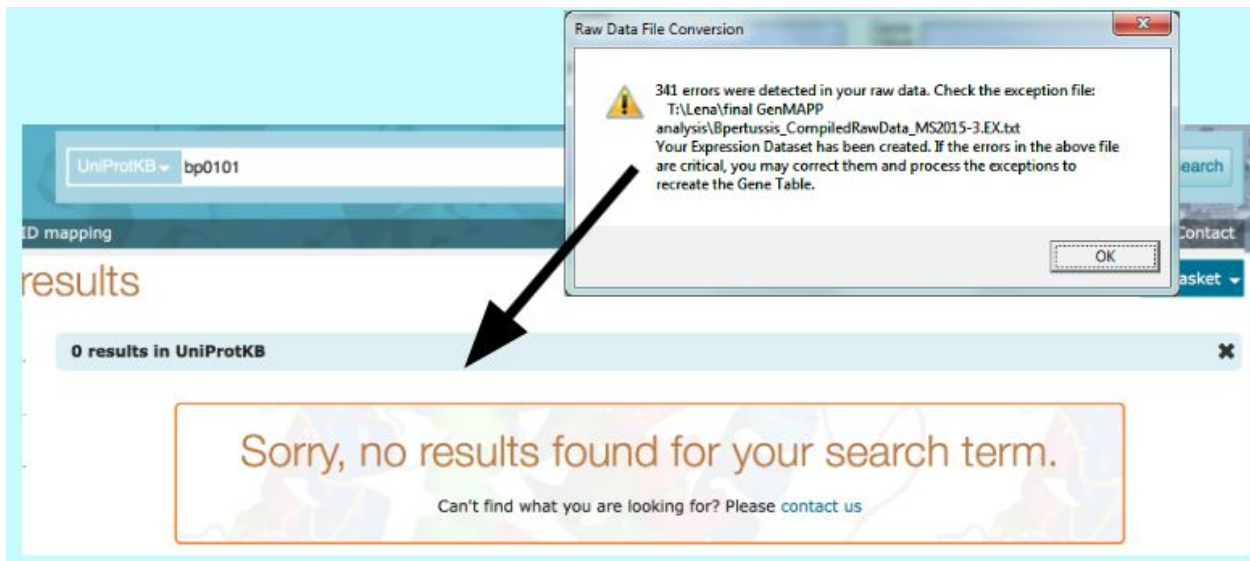 Raw Data File Conversion
341 errors were detected in your raw data. Check the exception file:
T:\Lena\final GenMAPP
analysis\Bpertussis_CompiledRawData_MS2015-3.EX.txt
Your Expression Dataset has been created. If the errors in the above file
are critical, you may correct them and process the exceptions to
recreate the Gene Table.
OK
UniProtKB bp0101
earch
ID mapping
Contact
results
asket
0 results in UniProtKB
Sorry, no results found for your search term.
Can't find what you are looking for? Please contact us